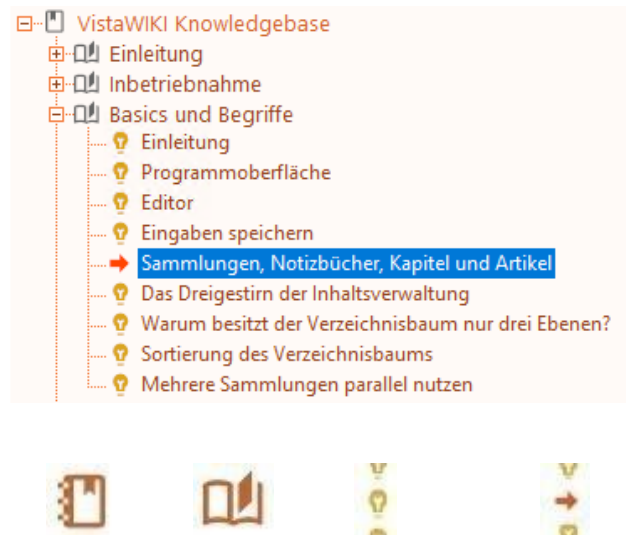 VistaWIKI Knowledgebase
Einleitung
Inbetriebnahme
Basics und Begriffe
Einleitung
Programmoberfläche
Editor
Eingaben speichern
Sammlungen, Notizbücher, Kapitel und Artikel
Das Dreigestirn der Inhaltsverwaltung
Warum besitzt der Verzeichnisbaum nur drei Ebenen?
Sortierung des Verzeichnisbaums
Mehrere Sammlungen parallel nutzen